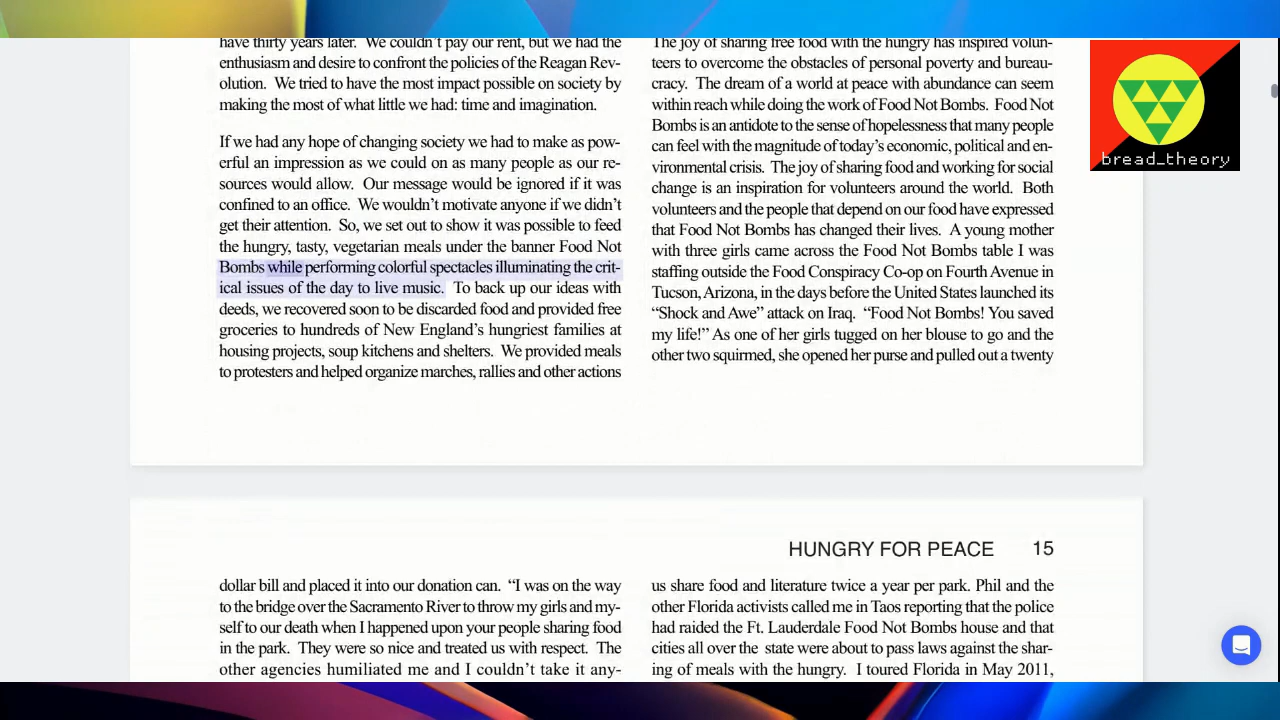 have thirty years later. We couldn't pay our rent, but we had the
enthusiasm and desire to confront the policies of the Reagan Rev-
olution. We tried to have the most impact possible on society by
making the most of what little we had: time and imagination.
If we had any hope of changing society we had to make as pow-
erful an impression as we could on as many people as our re-
sources would allow. Our message would be ignored if it was
confined to an office. We wouldn't motivate anyone if we didn't
get their attention. So, we set out to show it was possible to feed
the hungry, tasty, vegetarian meals under the banner Food Not
Bombs while performing colorful spectacles illuminating the crit-
ical issues of the day to live music. To back up our ideas with
deeds, we recovered soon to be discarded food and provided free
groceries to hundreds of New England's hungriest families at
housing projects, soup kitchens and shelters. We provided meals
to protesters and helped organize marches, rallies and other actions
The joy of sharing free food with the hungry has inspired volun-
teers to overcome the obstacles of personal poverty and bureau-
cracy. The dream of a world at peace with abundance can seem
within reach while doing the work of Food Not Bombs. Food Not
Bombs is an antidote to the sense of hopelessness that many people
can feel with the magnitude of today's economic, political and en-
vironmental crisis. The joy of sharing food and working for social
change is an inspiration for volunteers around the world. Both
volunteers and the people that depend on our food have expressed
that Food Not Bombs has changed their lives. A young mother
with three girls came across the Food Not Bombs table I was
staffing outside the Food Conspiracy Co-op on Fourth Avenue in
Tucson, Arizona, in the days before the United States launched its
“Shock and Awe” attack on Iraq. “Food Not Bombs! You saved
my life!” As one of her girls tugged on her blouse to go and the
other two squirmed, she opened her purse and pulled out a twenty
bread_theory
HUNGRY FOR PEACE 15
dollar bill and placed it into our donation can. “I was on the way
to the bridge over the Sacramento River to throw my girls and my-
self to our death when I happened upon your people sharing food
in the park. They were so nice and treated us with respect. The
other agencies humiliated me and I couldn't take it any-
us share food and literature twice a year per park. Phil and the
other Florida activists called me in Taos reporting that the police
had raided the Ft. Lauderdale Food Not Bombs house and that
cities all over the state were about to pass laws against the shar-
ing of meals with the hungry. I toured Florida in May 2011,